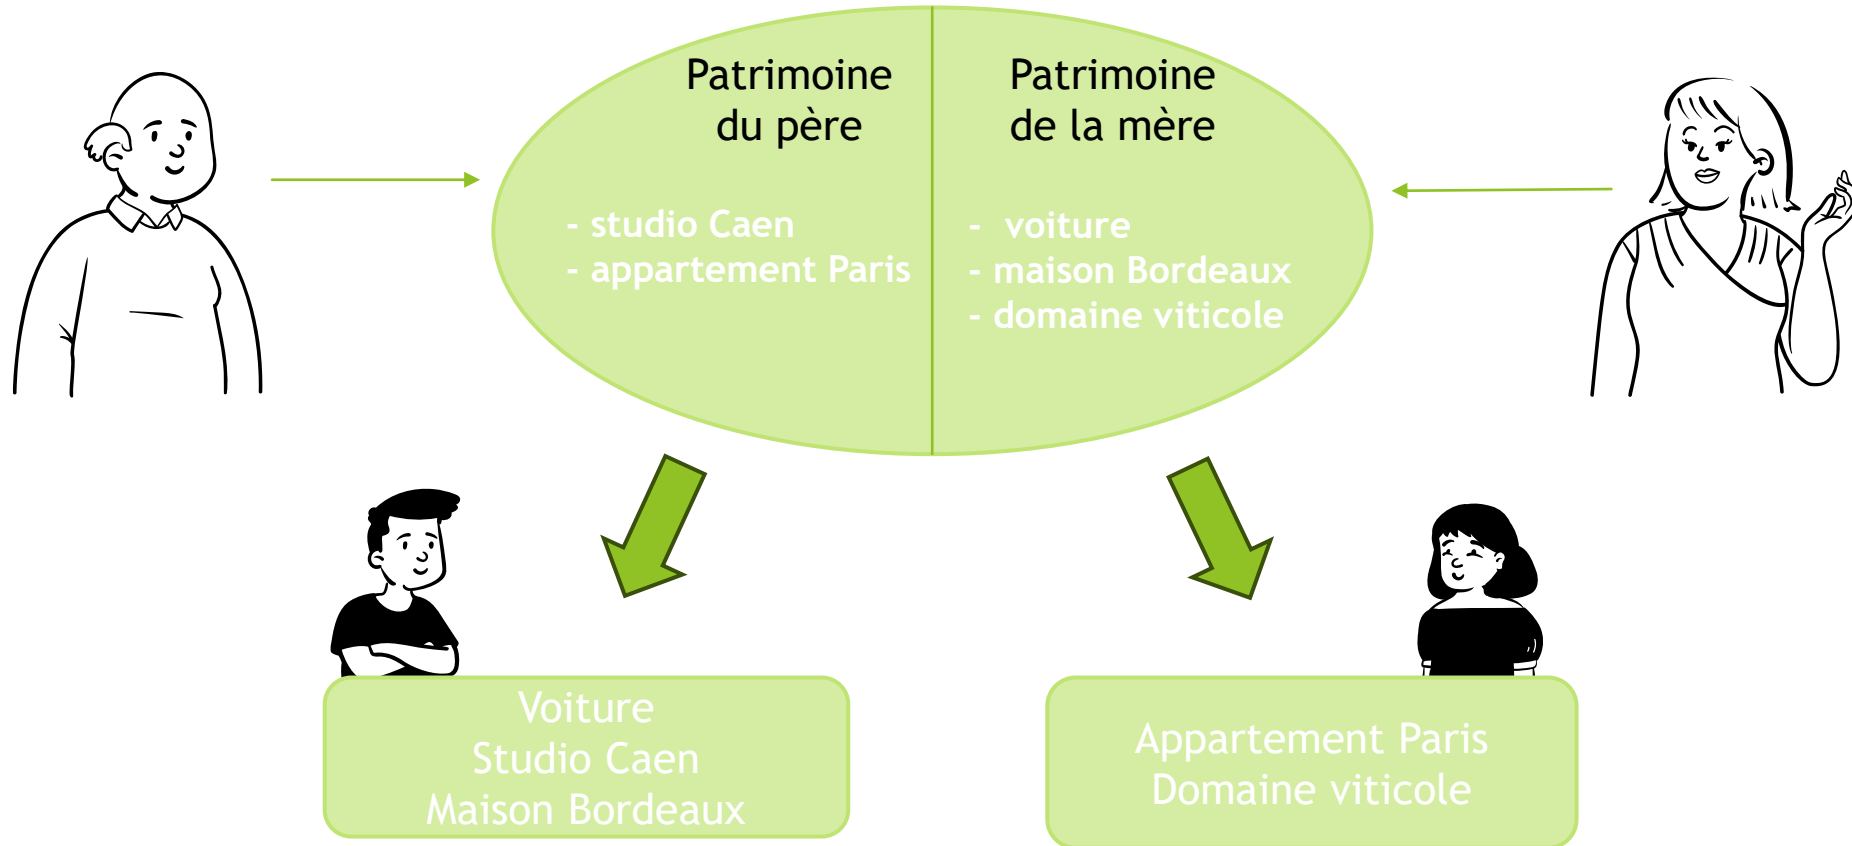 Patrimoine
du père
- studio Caen
- appartement Paris
Patrimoine
de la mère
- voiture
- maison Bordeaux
- domaine viticole
Voiture
Studio Caen
Maison Bordeaux
Appartement Paris
Domaine viticole